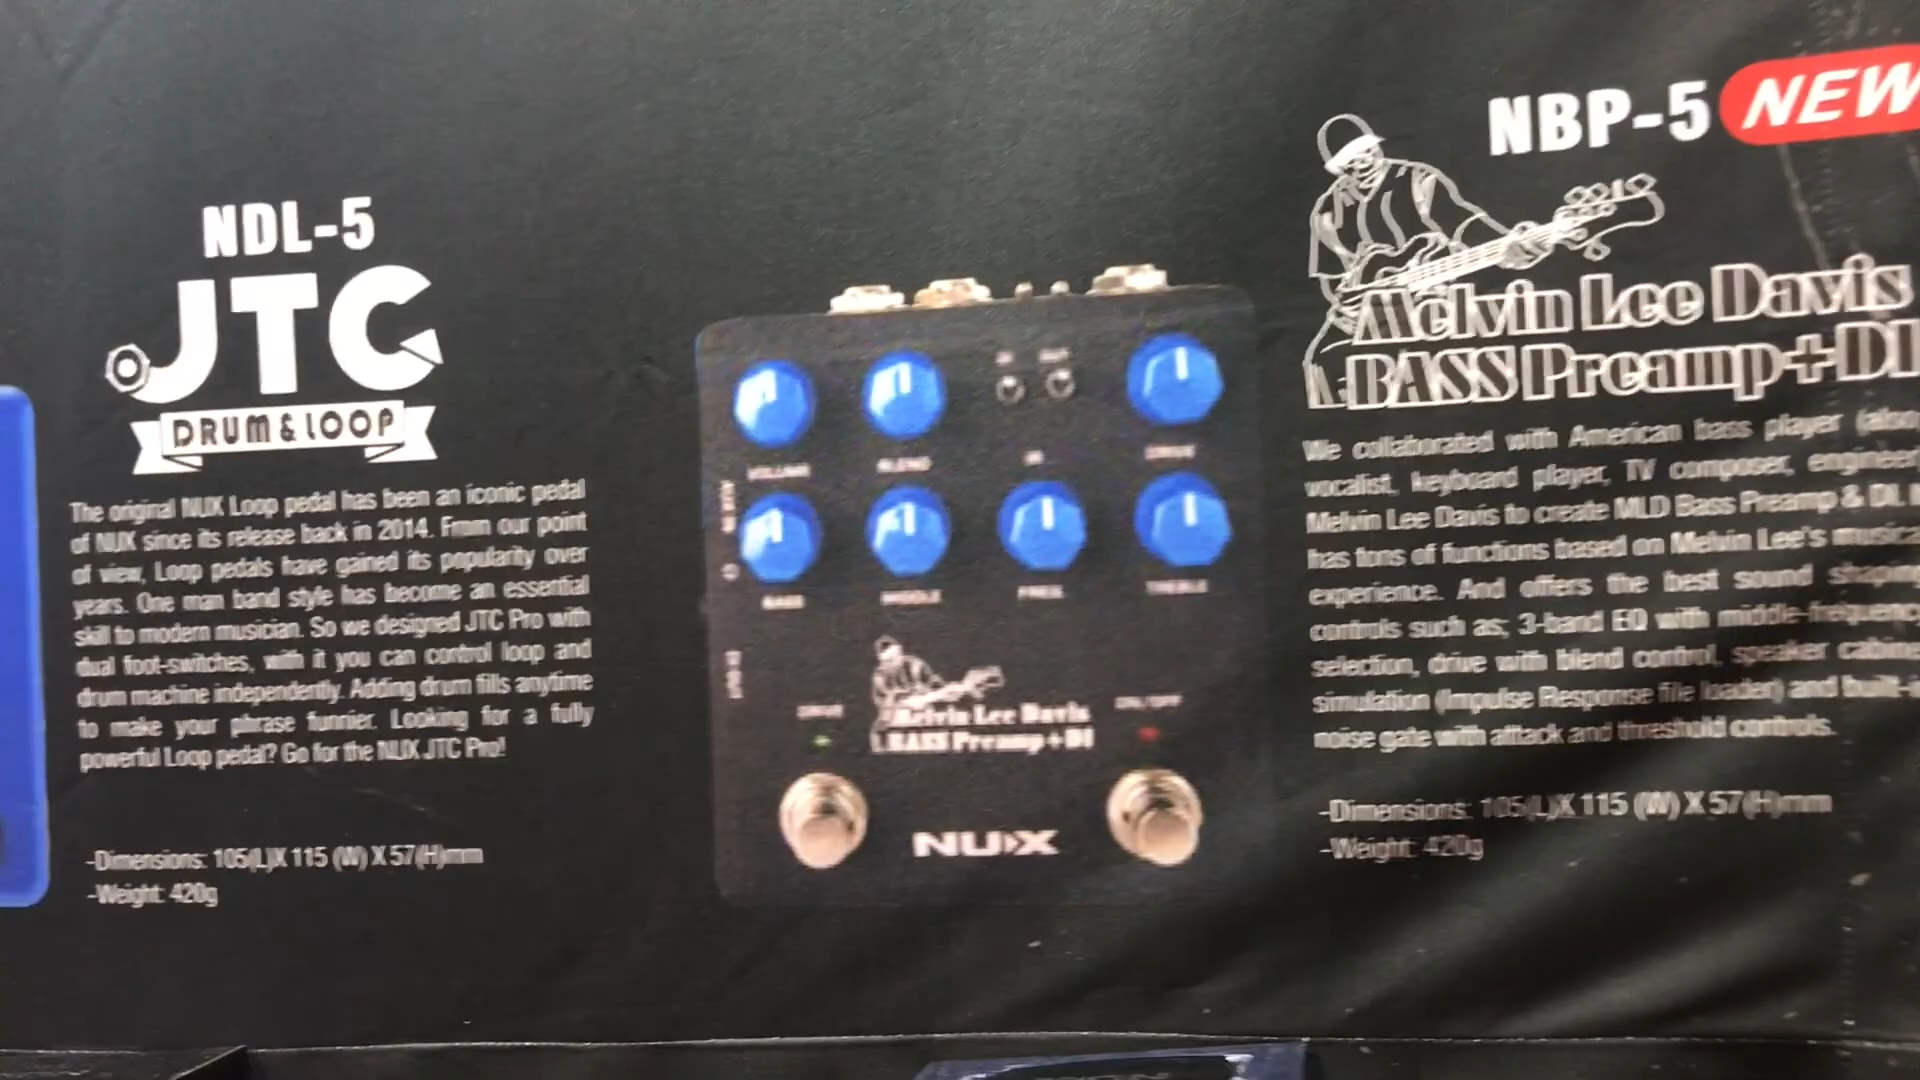 NDL-5
JTC
DRUM & LOOP
The original NUX Loop pedal has been an iconic pedal
of NUX since its release back in 2014. From our point
of view, Loop pedals have gained its popularity over
years. One man band style has become an essential
skill to modern musician. So we designed JTC Pro with
dual foot-switches, with it you can control loop and
drum machine independently. Adding drum fills anytime
to make your phrase funnier. Looking for a fully
powerful Loop pedal? Go for the NUX JTC Pro!
-Dimensions: 105(L)X 115 (W) X 57(H)mm
-Weight: 420g
VOLUME
BLEND
DRIVE
BASS
MIDDLE
FREQ
TREBLE
DRIVE
ON/OFF
Melvin Lee Davis
BASS Preamp+DI
NUX
NBP-5 NEW
Melvin Lee Davis
BASS Preamp+DI
We collaborated with American bass player (also
vocalist, keyboard player, TV composer, engineer)
Melvin Lee Davis to create MLD Bass Preamp & DI.
has tons of functions based on Melvin Lee's
experience. And offers the best sound shaping
controls such as; 3-band EQ with middle-frequency
selection, drive with blend control, speaker
simulation (Impulse Response file loader) and
noise gate with attack and threshold controls.
-Dimensions: 105(L)X 115 (W) X 57(H)mm
-Weight: 420g